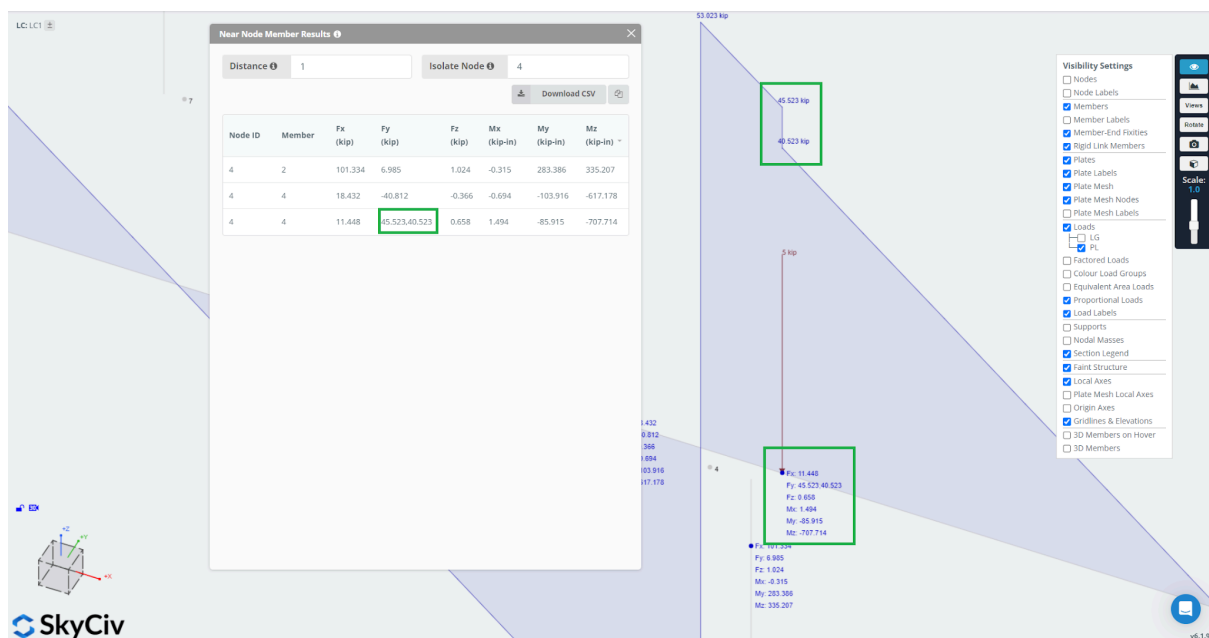 LC: LC1
53.023 kip
Near Node Member Results
Distance 1 Isolate Node 4
Download CSV
Node ID Member Fx (kip) Fy (kip) Fz (kip) Mx (kip-in) My (kip-in) Mz (kip-in)
4 2 101.334 6.985 1.024 -0.315 283.386 335.207
4 4 18.432 -40.812 -0.366 -0.694 -103.916 -617.178
4 4 11.448 45.523,40.523 0.658 1.494 -85.915 -707.714
7
45.523 kip
40.523 kip
5 kip
4
Fx: 11.448
Fy: 45.523,40.523
Fz: 0.658
Mx: 1.494
My: -85.915
Mz: -707.714
Fx: 101.334
Fy: 6.985
Fz: 1.024
Mx: -0.315
My: 283.386
Mz: 335.207
Visibility Settings
Nodes
Node Labels
Members
Member Labels
Member-End Fixities
Rigid Link Members
Plates
Plate Labels
Plate Mesh
Plate Mesh Nodes
Plate Mesh Labels
Loads
LG
PL
Factored Loads
Colour Load Groups
Equivalent Area Loads
Proportional Loads
Load Labels
Supports
Nodal Masses
Section Legend
Faint Structure
Local Axes
Plate Mesh Local Axes
Origin Axes
Gridlines & Elevations
3D Members on Hover
3D Members
Views
Rotate
Scale:
1.0
3D
+Z
+Y
+X
SkyCiv